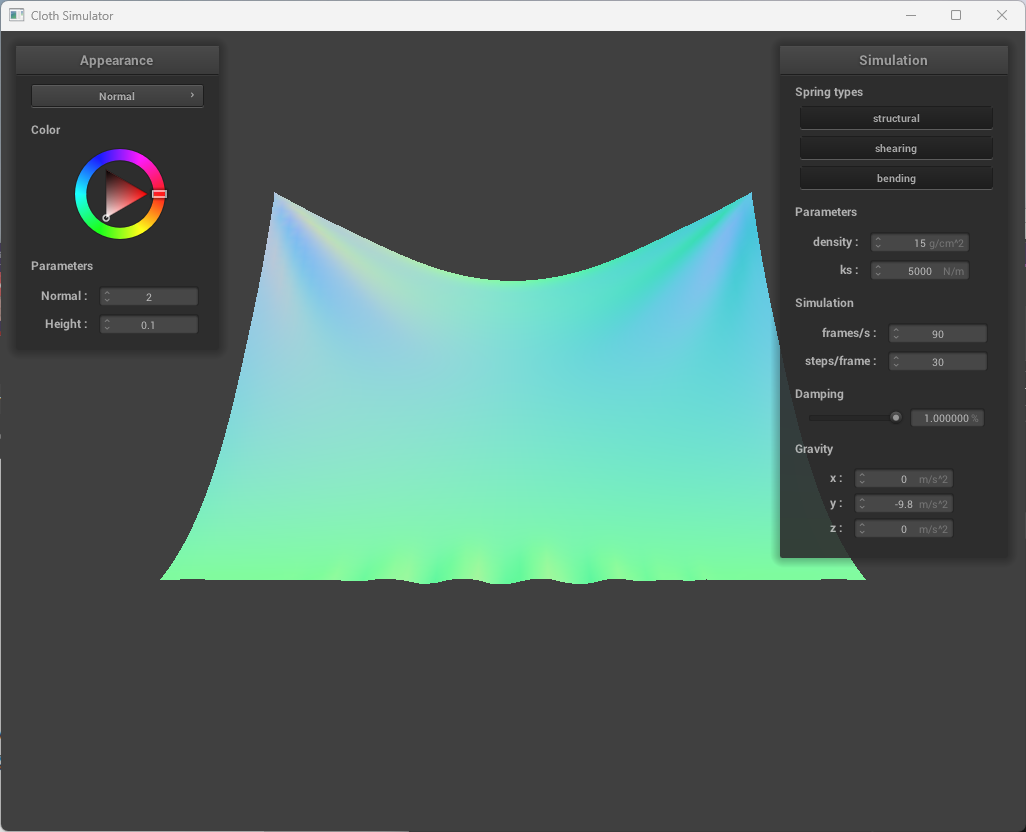 Cloth Simulator
Appearance
Normal
Color
Parameters
Normal : 2
Height : 0.1
Simulation
Spring types
structural
shearing
bending
Parameters
density : 15 g/cm^2
ks : 5000 N/m
Simulation
frames/s : 90
steps/frame : 30
Damping
1.000000 %
Gravity
x : 0 m/s^2
y : -9.8 m/s^2
z : 0 m/s^2